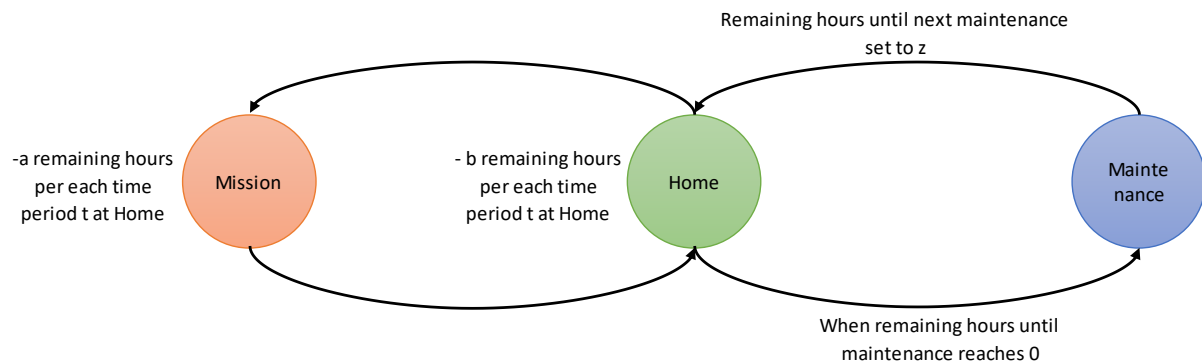 Remaining hours until next maintenance
set to z
-a remaining hours
per each time
period t at Home
Mission
- b remaining hours
per each time
period t at Home
Home
Mainte
nance
When remaining hours until
maintenance reaches 0